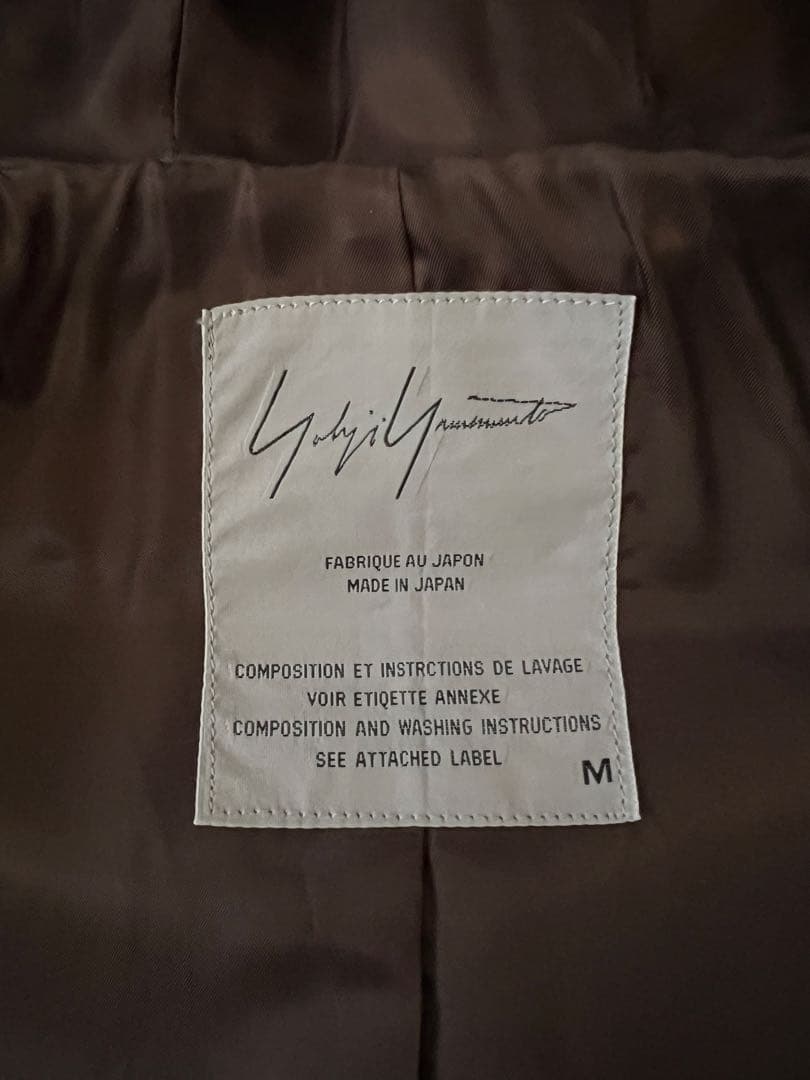 Yohji Yamamoto
FABRIQUE AU JAPON
MADE IN JAPAN
COMPOSITION ET INSTRCTIONS DE LAVAGE
VOIR ETIQETTE ANNEXE
COMPOSITION AND WASHING INSTRUCTIONS
SEE ATTACHED LABEL
M